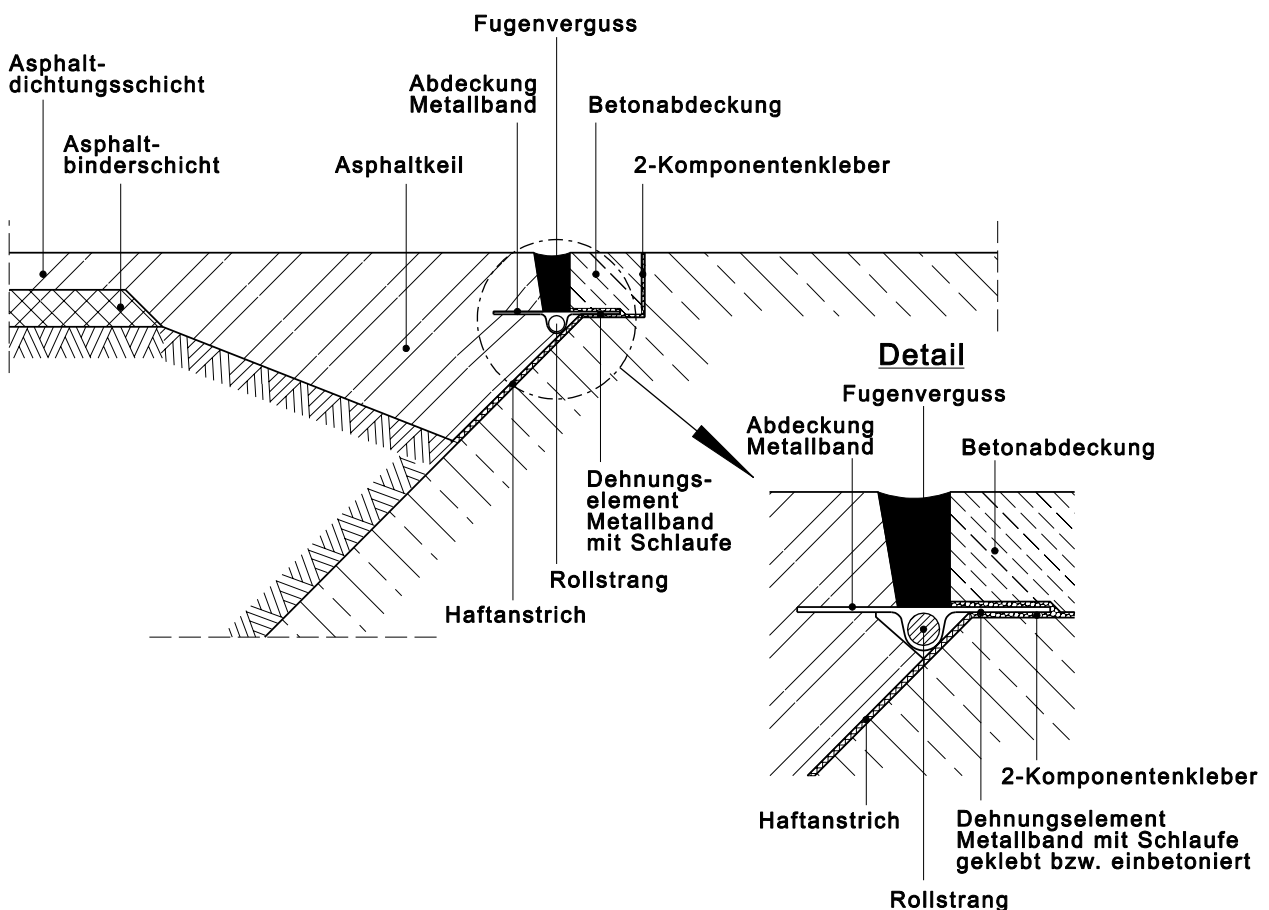 Fugenverguss
Asphalt-
dichtungsschicht
Abdeckung
Metallband
Betonabdeckung
Asphalt-
binderschicht
Asphaltkeil
2-Komponentenkleber
Detail
Fugenverguss
Abdeckung
Metallband
Betonabdeckung
Dehnungs-
element
Metallband
mit Schlaufe
Rollstrang
Haftanstrich
2-Komponentenkleber
Haftanstrich
Dehnungselement
Metallband mit Schlaufe
geklebt bzw. einbetoniert
Rollstrang